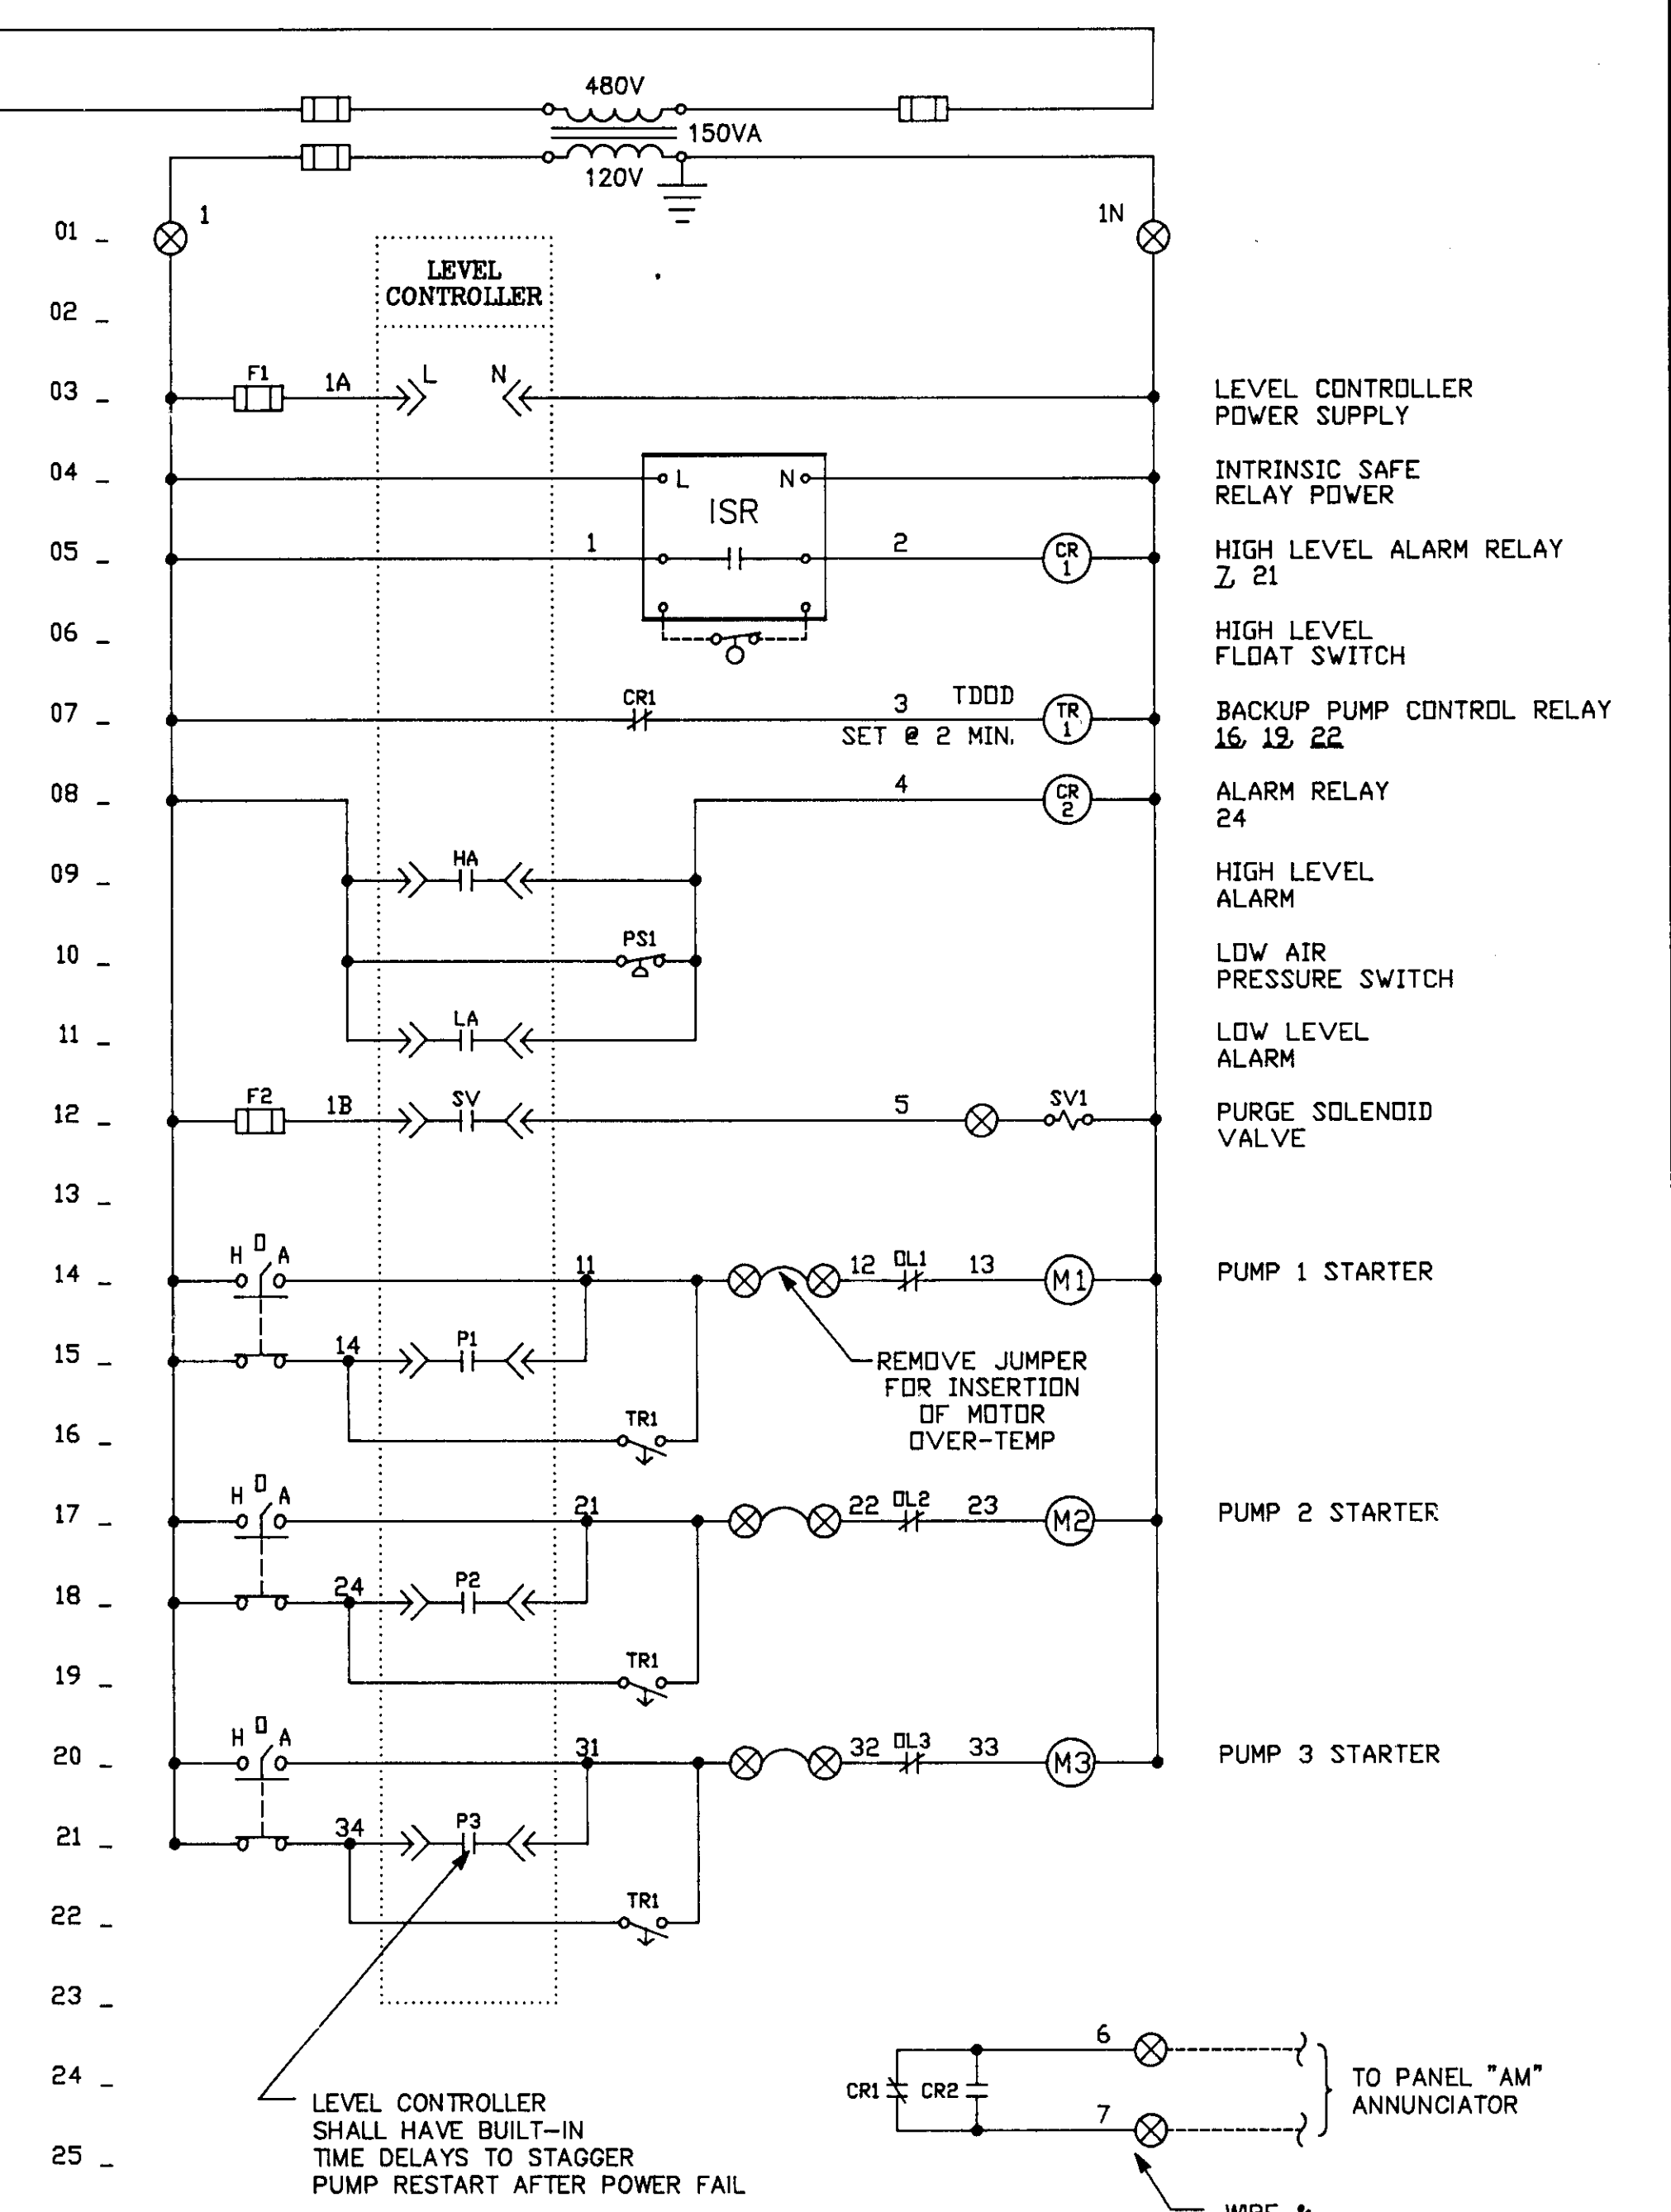 480V
150VA
120V
01 _ 1 1N
LEVEL
CONTROLLER
02 _
03 _ F1 1A L N LEVEL CONTROLLER
POWER SUPPLY
04 _ L N INTRINSIC SAFE
RELAY POWER
ISR
05 _ 1 2 CR 1 HIGH LEVEL ALARM RELAY
7, 21
06 _ HIGH LEVEL
FLOAT SWITCH
07 _ CR1 3 TDOD TR 1 BACKUP PUMP CONTROL RELAY
SET @ 2 MIN. 16, 19, 22
08 _ 4 CR 2 ALARM RELAY
24
09 _ HA HIGH LEVEL
ALARM
10 _ PS1 LOW AIR
PRESSURE SWITCH
11 _ LA LOW LEVEL
ALARM
12 _ F2 1B SV 5 SV1 PURGE SOLENOID
VALVE
13 _
H O A
14 _ 11 12 OL1 13 M1 PUMP 1 STARTER
15 _ 14 P1
REMOVE JUMPER
FOR INSERTION
OF MOTOR
OVER-TEMP
16 _ TR1
H O A
17 _ 21 22 OL2 23 M2 PUMP 2 STARTER
18 _ 24 P2
19 _ TR1
H O A
20 _ 31 32 OL3 33 M3 PUMP 3 STARTER
21 _ 34 P3
22 _ TR1
23 _
6
24 _ CR1 CR2 TO PANEL "AM"
ANNUNCIATOR
7
LEVEL CONTROLLER
SHALL HAVE BUILT-IN
25 _ TIME DELAYS TO STAGGER
PUMP RESTART AFTER POWER FAIL
WIRE &